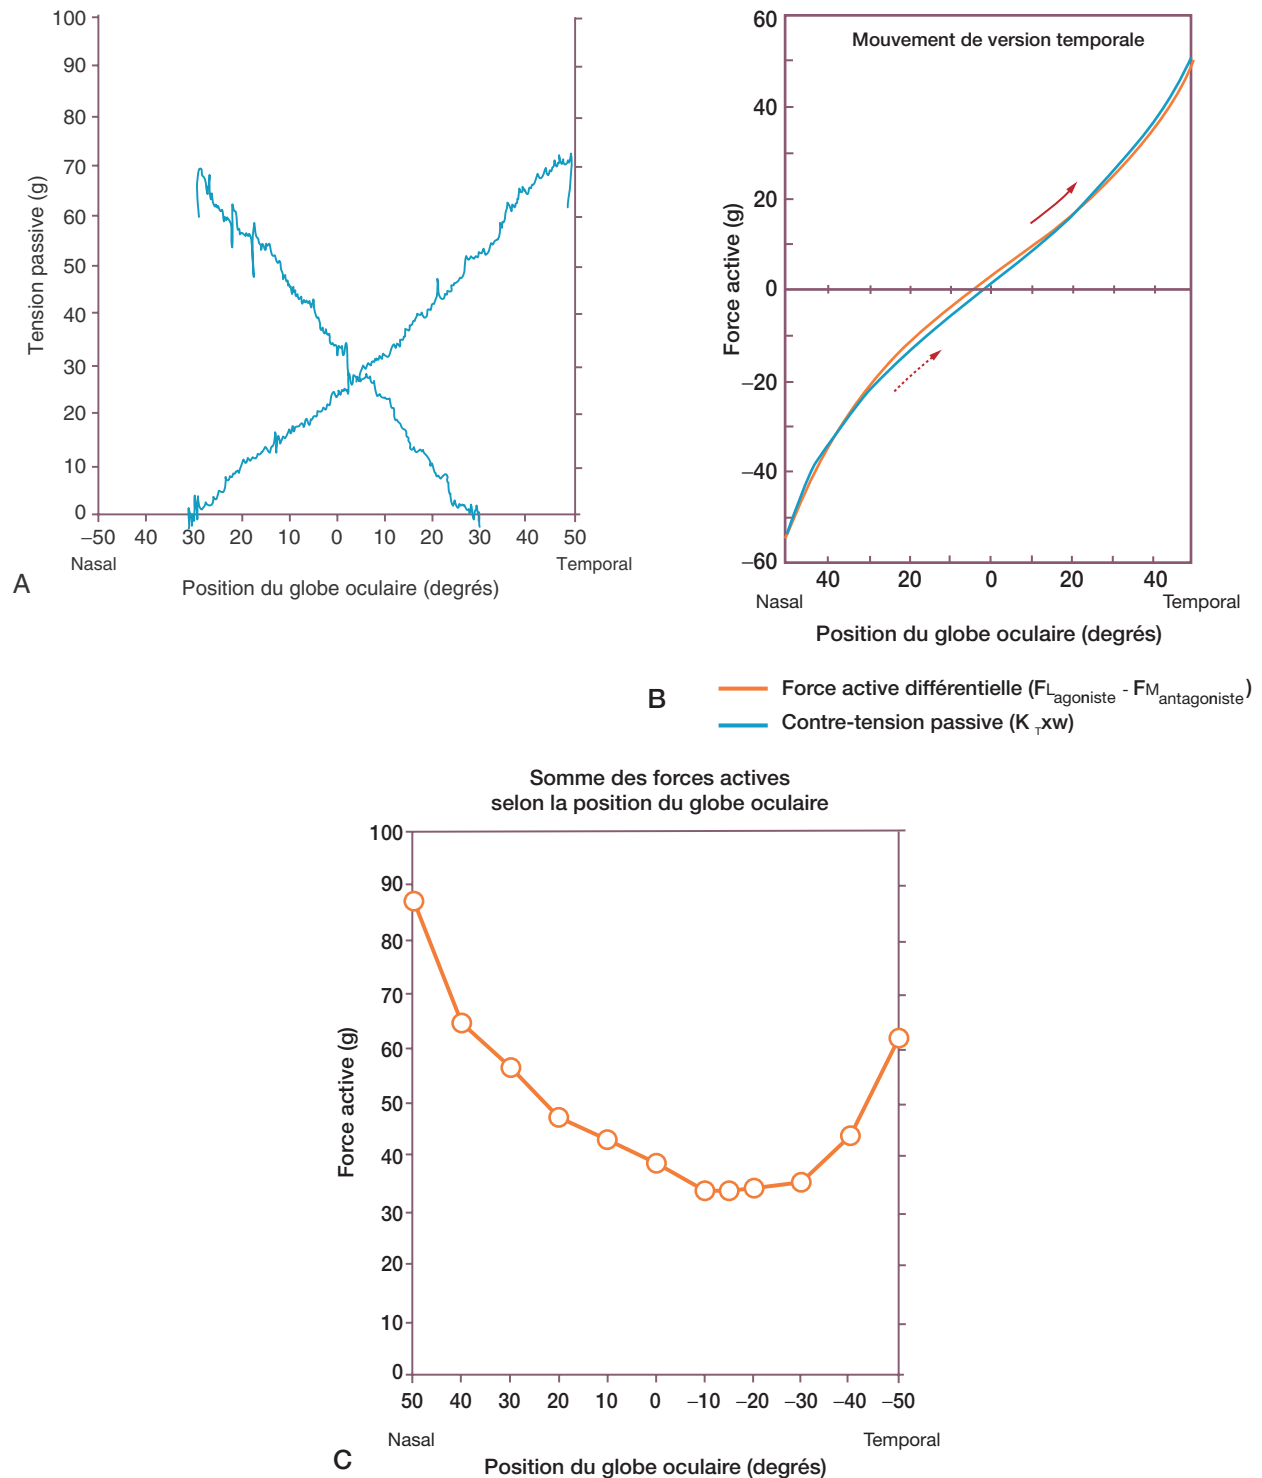 100
90
80
70
60
50
40
30
20
10
0
Tension passive (g)
–50 40 30 20 10 0 10 20 30 40 50
Nasal Temporal
Position du globe oculaire (degrés)
A
Mouvement de version temporale
60
40
20
0
–20
–40
–60
Force active (g)
40 20 0 20 40
Nasal Temporal
Position du globe oculaire (degrés)
B
Force active différentielle (FLagoniste - FMantagoniste)
Contre-tension passive (K Txw)
Somme des forces actives
selon la position du globe oculaire
100
90
80
70
60
50
40
30
20
10
0
Force active (g)
50 40 30 20 10 0 –10 –20 –30 –40 –50
Nasal Temporal
Position du globe oculaire (degrés)
C